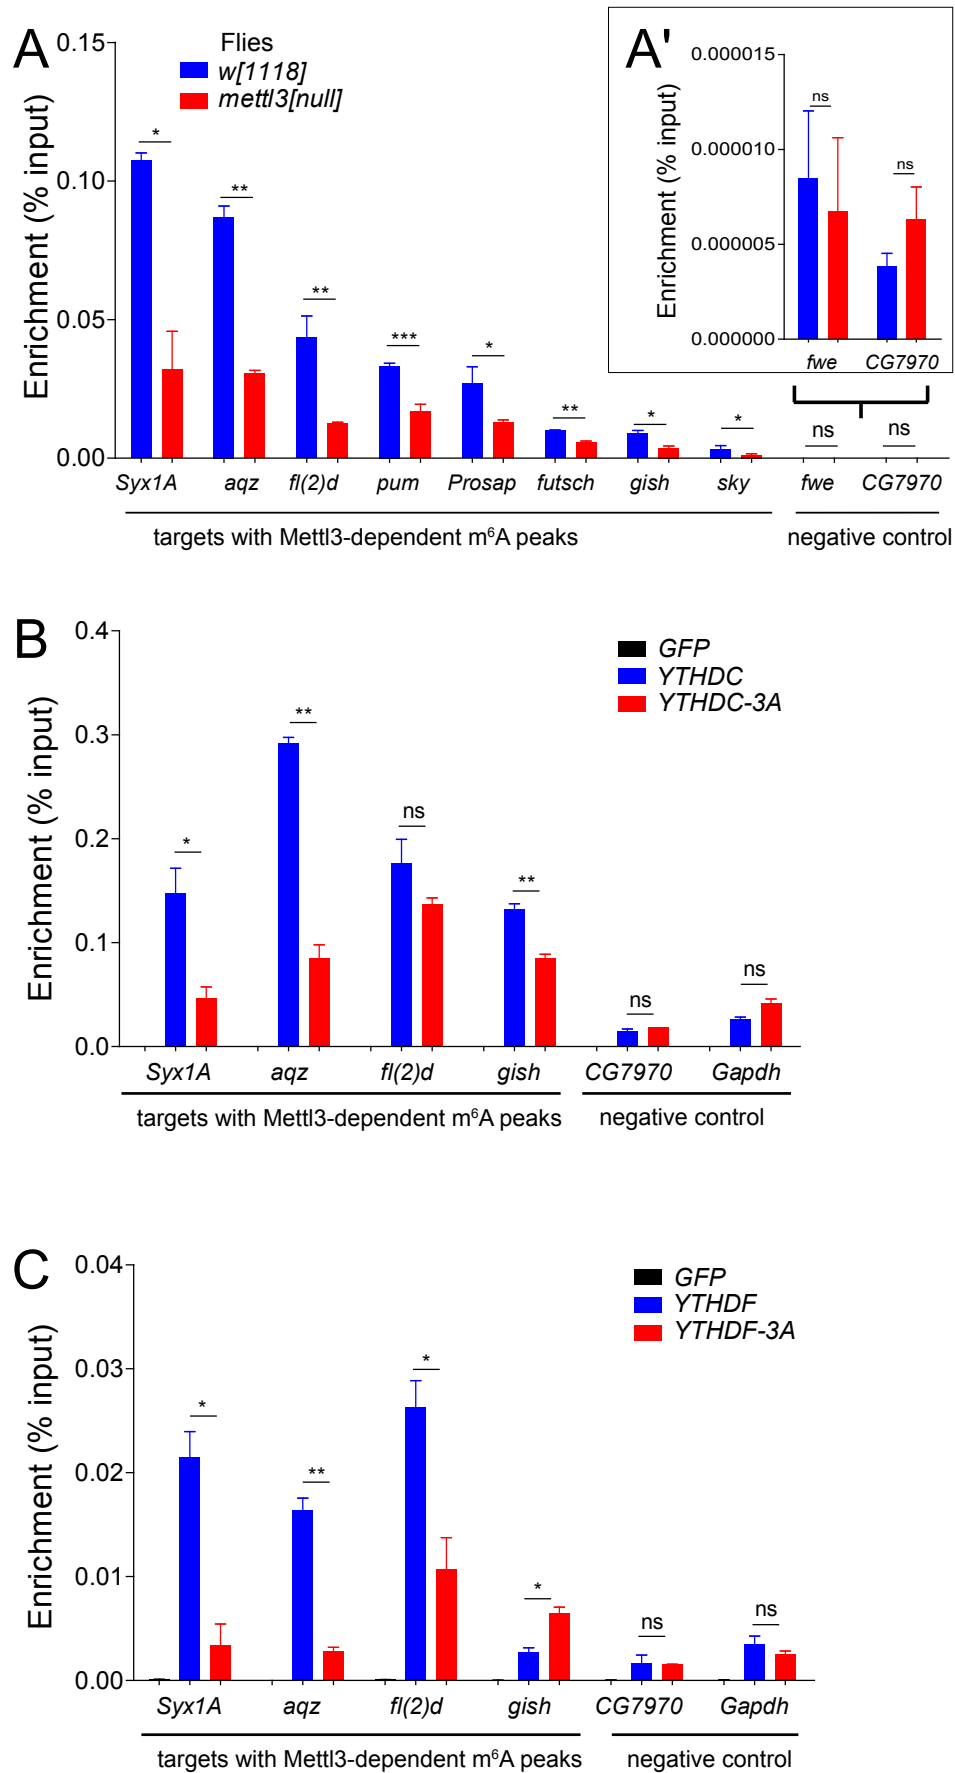 A
Flies
w[1118]
mettl3[null]
Enrichment (% input)
0.15
0.10
0.05
0.00
*
**
**
***
*
**
*
*
ns
ns
Syx1A aqz fl(2)d pum Prosap futsch gish sky fwe CG7970
targets with Mettl3-dependent m⁶A peaks negative control
A'
Enrichment (% input)
0.000015
0.000010
0.000005
0.000000
ns
ns
fwe CG7970
B
GFP
YTHDC
YTHDC-3A
Enrichment (% input)
0.4
0.3
0.2
0.1
0.0
*
**
ns
**
ns
ns
Syx1A aqz fl(2)d gish CG7970 Gapdh
targets with Mettl3-dependent m⁶A peaks negative control
C
GFP
YTHDF
YTHDF-3A
Enrichment (% input)
0.04
0.03
0.02
0.01
0.00
*
**
*
*
ns
ns
Syx1A aqz fl(2)d gish CG7970 Gapdh
targets with Mettl3-dependent m⁶A peaks negative control